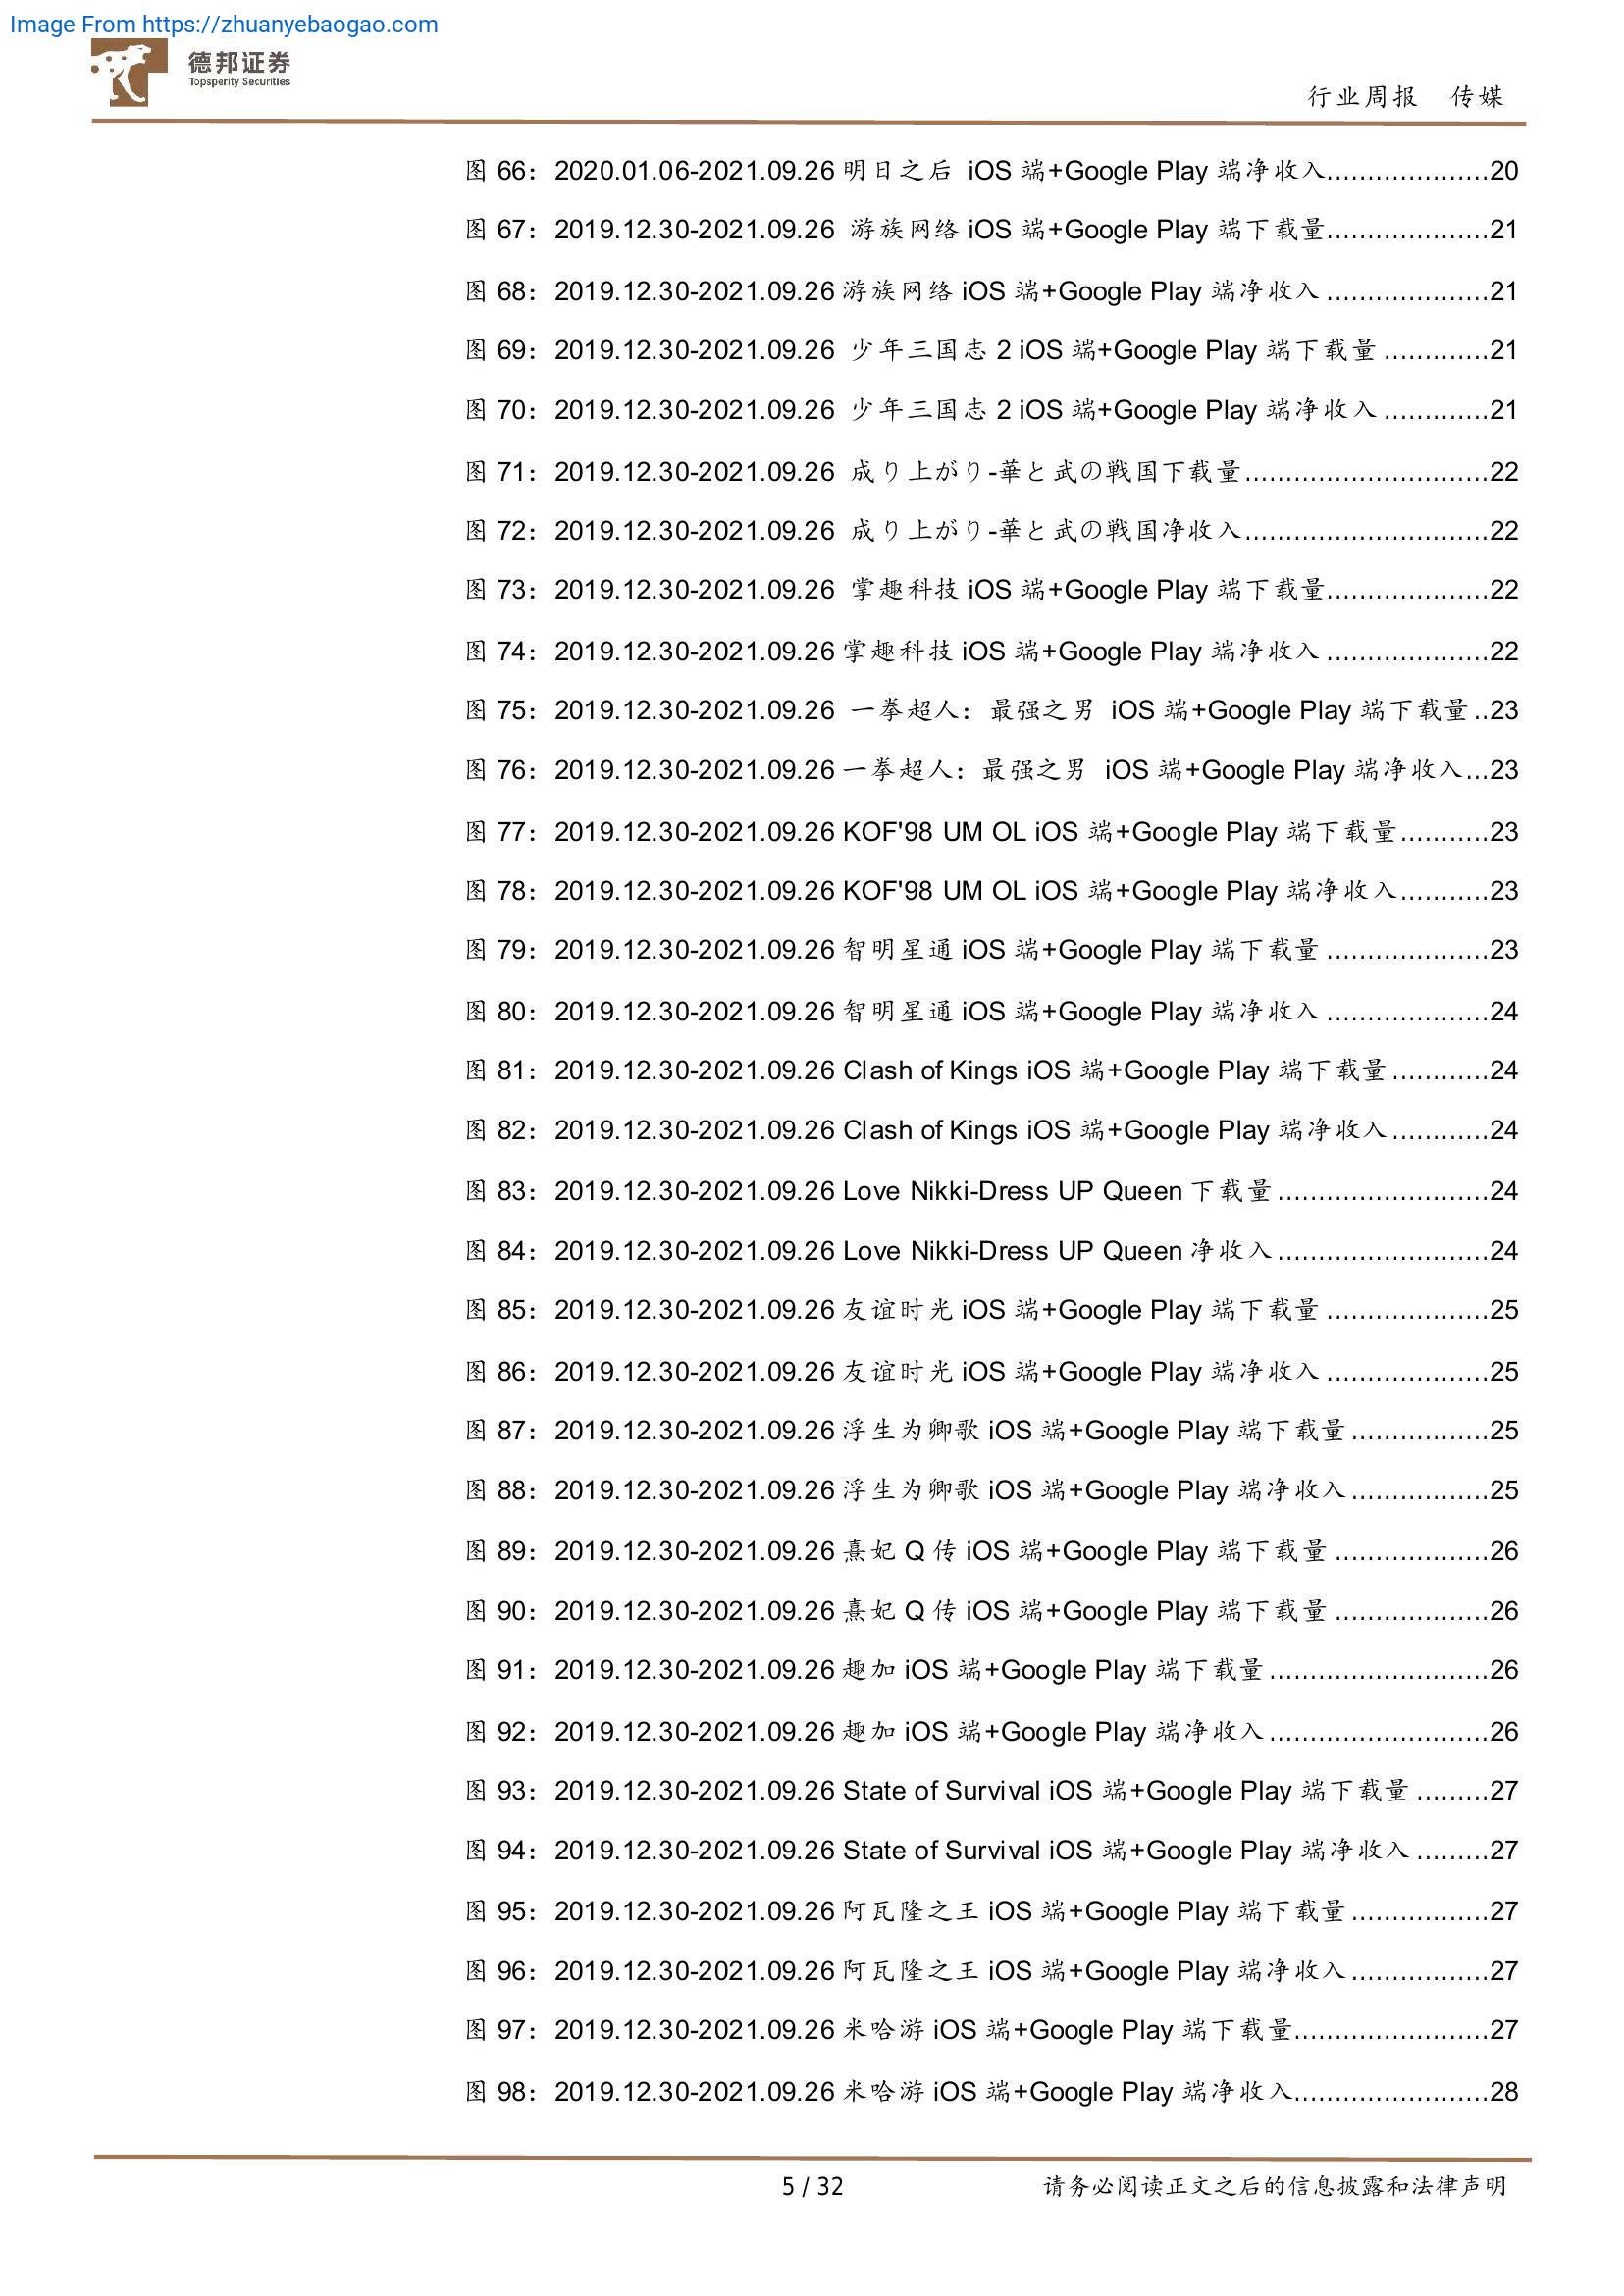 Image From https://zhuanyebaogao.com
德邦证券
Topsperity Securities
行业周报 传媒
图 66：2020.01.06-2021.09.26 明日之后 iOS 端+Google Play 端净收入....................20
图 67：2019.12.30-2021.09.26 游族网络 iOS 端+Google Play 端下载量....................21
图 68：2019.12.30-2021.09.26 游族网络 iOS 端+Google Play 端净收入....................21
图 69：2019.12.30-2021.09.26 少年三国志 2 iOS 端+Google Play 端下载量.............21
图 70：2019.12.30-2021.09.26 少年三国志 2 iOS 端+Google Play 端净收入.............21
图 71：2019.12.30-2021.09.26 成り上がり-華と武の戦国下载量..............................22
图 72：2019.12.30-2021.09.26 成り上がり-華と武の戦国净收入..............................22
图 73：2019.12.30-2021.09.26 掌趣科技 iOS 端+Google Play 端下载量....................22
图 74：2019.12.30-2021.09.26 掌趣科技 iOS 端+Google Play 端净收入....................22
图 75：2019.12.30-2021.09.26 一拳超人：最强之男 iOS 端+Google Play 端下载量..23
图 76：2019.12.30-2021.09.26 一拳超人：最强之男 iOS 端+Google Play 端净收入...23
图 77：2019.12.30-2021.09.26 KOF'98 UM OL iOS 端+Google Play 端下载量...........23
图 78：2019.12.30-2021.09.26 KOF'98 UM OL iOS 端+Google Play 端净收入...........23
图 79：2019.12.30-2021.09.26 智明星通 iOS 端+Google Play 端下载量....................23
图 80：2019.12.30-2021.09.26 智明星通 iOS 端+Google Play 端净收入....................24
图 81：2019.12.30-2021.09.26 Clash of Kings iOS 端+Google Play 端下载量............24
图 82：2019.12.30-2021.09.26 Clash of Kings iOS 端+Google Play 端净收入............24
图 83：2019.12.30-2021.09.26 Love Nikki-Dress UP Queen 下载量..........................24
图 84：2019.12.30-2021.09.26 Love Nikki-Dress UP Queen 净收入..........................24
图 85：2019.12.30-2021.09.26 友谊时光 iOS 端+Google Play 端下载量....................25
图 86：2019.12.30-2021.09.26 友谊时光 iOS 端+Google Play 端净收入....................25
图 87：2019.12.30-2021.09.26 浮生为卿歌 iOS 端+Google Play 端下载量.................25
图 88：2019.12.30-2021.09.26 浮生为卿歌 iOS 端+Google Play 端净收入.................25
图 89：2019.12.30-2021.09.26 熹妃 Q 传 iOS 端+Google Play 端下载量...................26
图 90：2019.12.30-2021.09.26 熹妃 Q 传 iOS 端+Google Play 端下载量...................26
图 91：2019.12.30-2021.09.26 趣加 iOS 端+Google Play 端下载量...........................26
图 92：2019.12.30-2021.09.26 趣加 iOS 端+Google Play 端净收入...........................26
图 93：2019.12.30-2021.09.26 State of Survival iOS 端+Google Play 端下载量.........27
图 94：2019.12.30-2021.09.26 State of Survival iOS 端+Google Play 端净收入.........27
图 95：2019.12.30-2021.09.26 阿瓦隆之王 iOS 端+Google Play 端下载量.................27
图 96：2019.12.30-2021.09.26 阿瓦隆之王 iOS 端+Google Play 端净收入.................27
图 97：2019.12.30-2021.09.26 米哈游 iOS 端+Google Play 端下载量........................27
图 98：2019.12.30-2021.09.26 米哈游 iOS 端+Google Play 端净收入........................28
5 / 32 请务必阅读正文之后的信息披露和法律声明